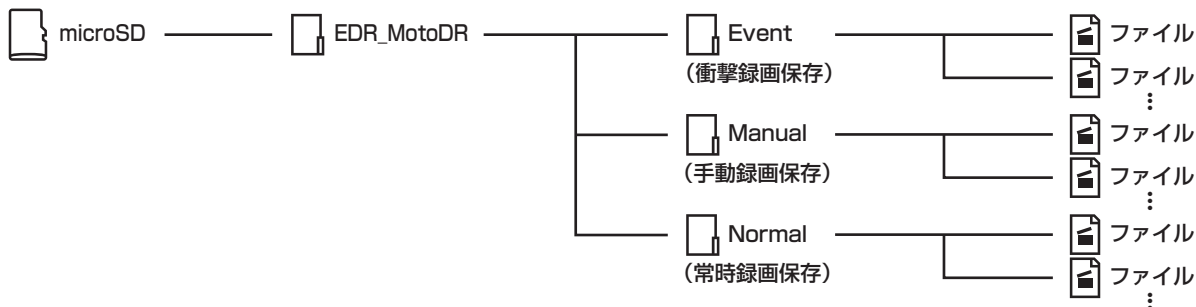 microSD
EDR_MotoDR
Event
(衝撃録画保存)
ファイル
ファイル
Manual
(手動録画保存)
ファイル
ファイル
Normal
(常時録画保存)
ファイル
ファイル